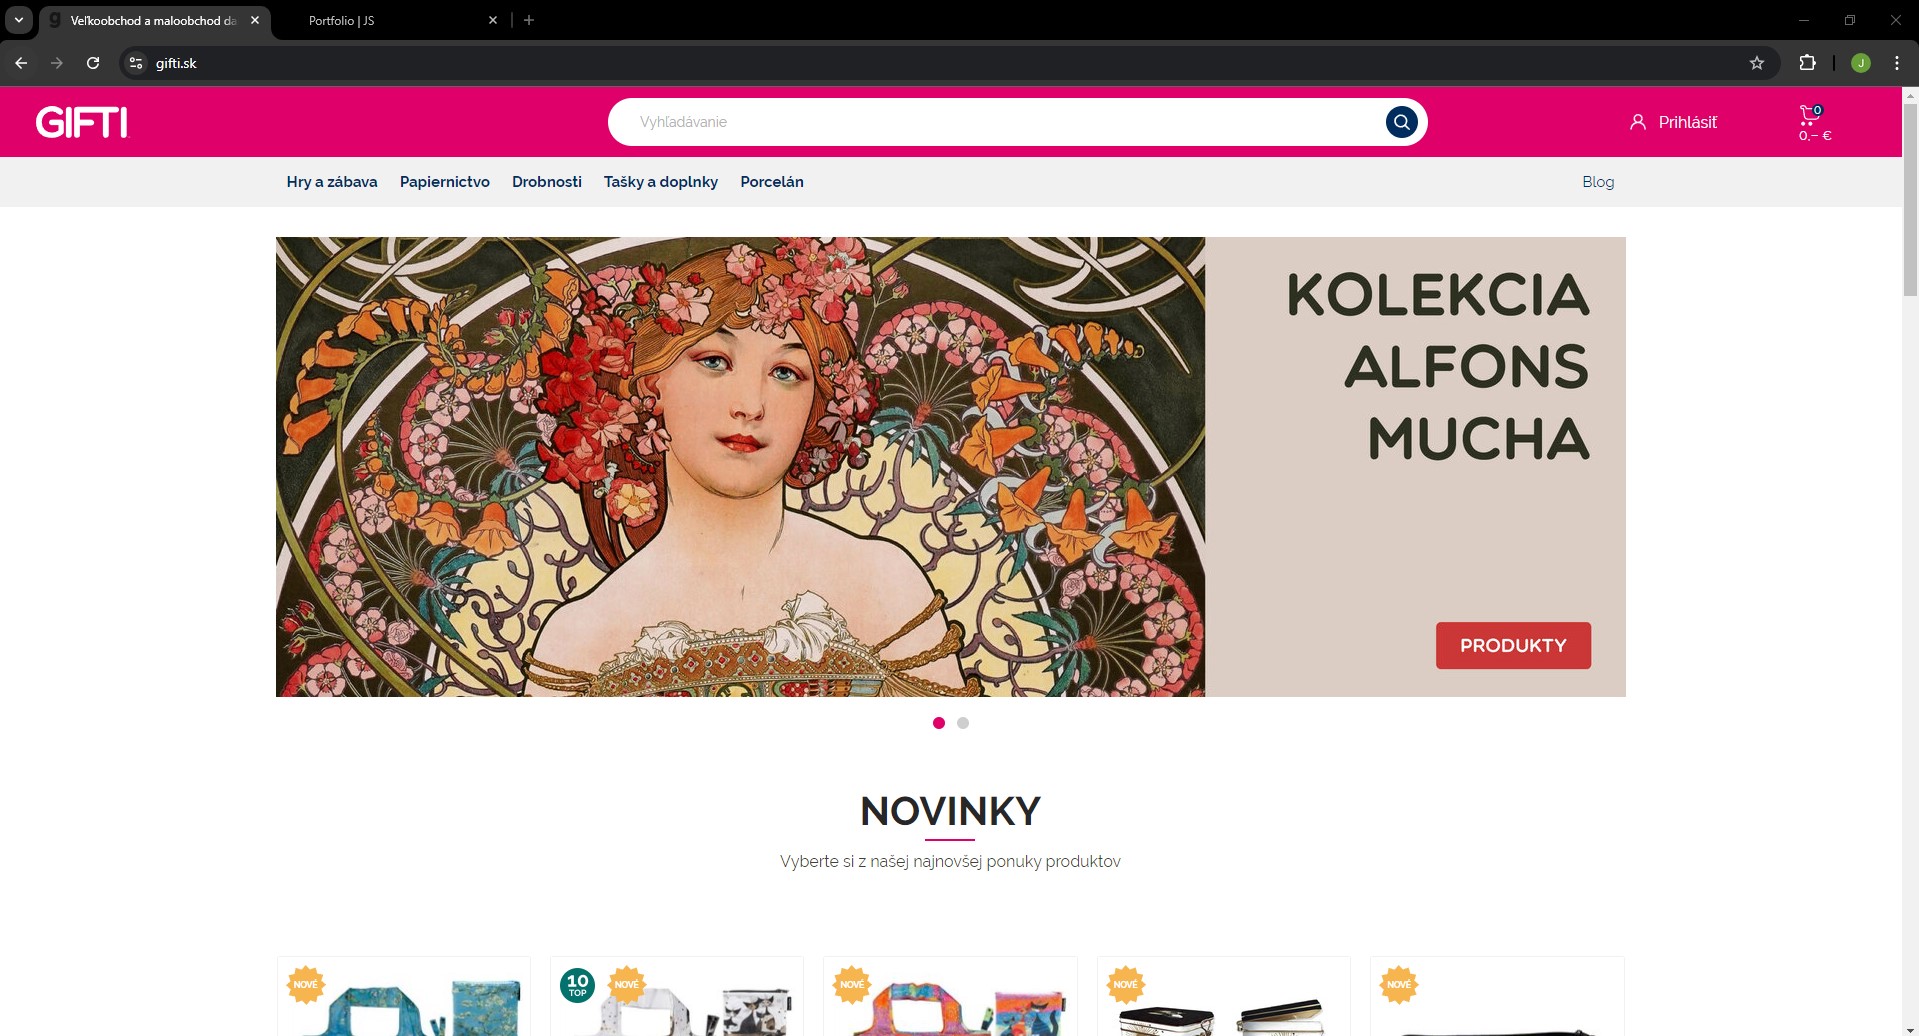 Veľkoobchod a maloobchod da
Portfolio | JS
gifti.sk
J
GIFTI
Vyhľadávanie
Prihlásiť
0
0,– €
Hry a zábava
Papiernictvo
Drobnosti
Tašky a doplnky
Porcelán
Blog
KOLEKCIA
ALFONS
MUCHA
PRODUKTY
NOVINKY
Vyberte si z našej najnovšej ponuky produktov
NOVÉ
10
TOP
NOVÉ
NOVÉ
NOVÉ
NOVÉ